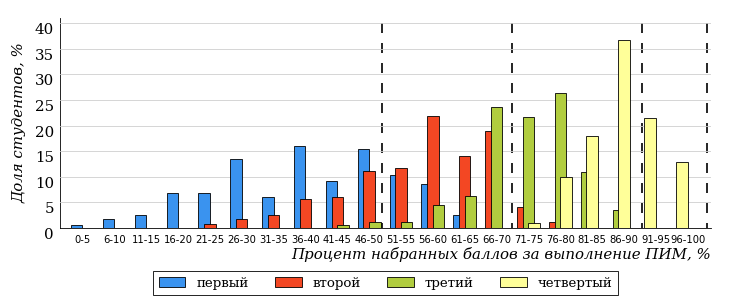 Доля студентов, %
40
35
30
25
20
15
10
5
0
0-5 6-10 11-15 16-20 21-25 26-30 31-35 36-40 41-45 46-50 51-55 56-60 61-65 66-70 71-75 76-80 81-85 86-90 91-95 96-100
Процент набранных баллов за выполнение ПИМ, %
первый второй третий четвертый